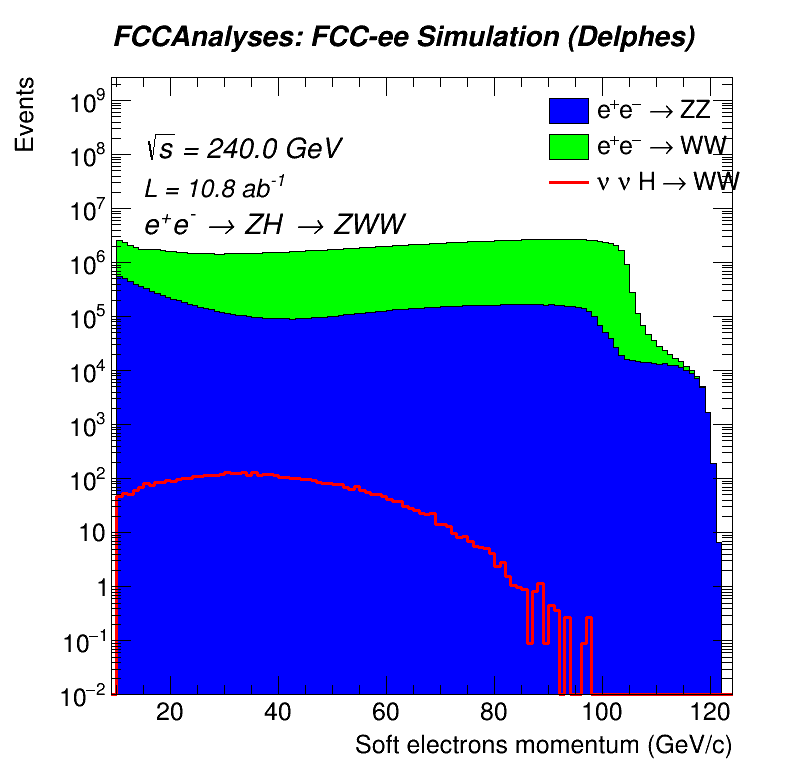 FCCAnalyses: FCC-ee Simulation (Delphes)
Events
√s = 240.0 GeV
L = 10.8 ab⁻¹
e⁺e⁻ → ZH → ZWW
e⁺e⁻ → ZZ
e⁺e⁻ → WW
ν ν H → WW
10⁹
10⁸
10⁷
10⁶
10⁵
10⁴
10³
10²
10
1
10⁻¹
10⁻²
20 40 60 80 100 120
Soft electrons momentum (GeV/c)